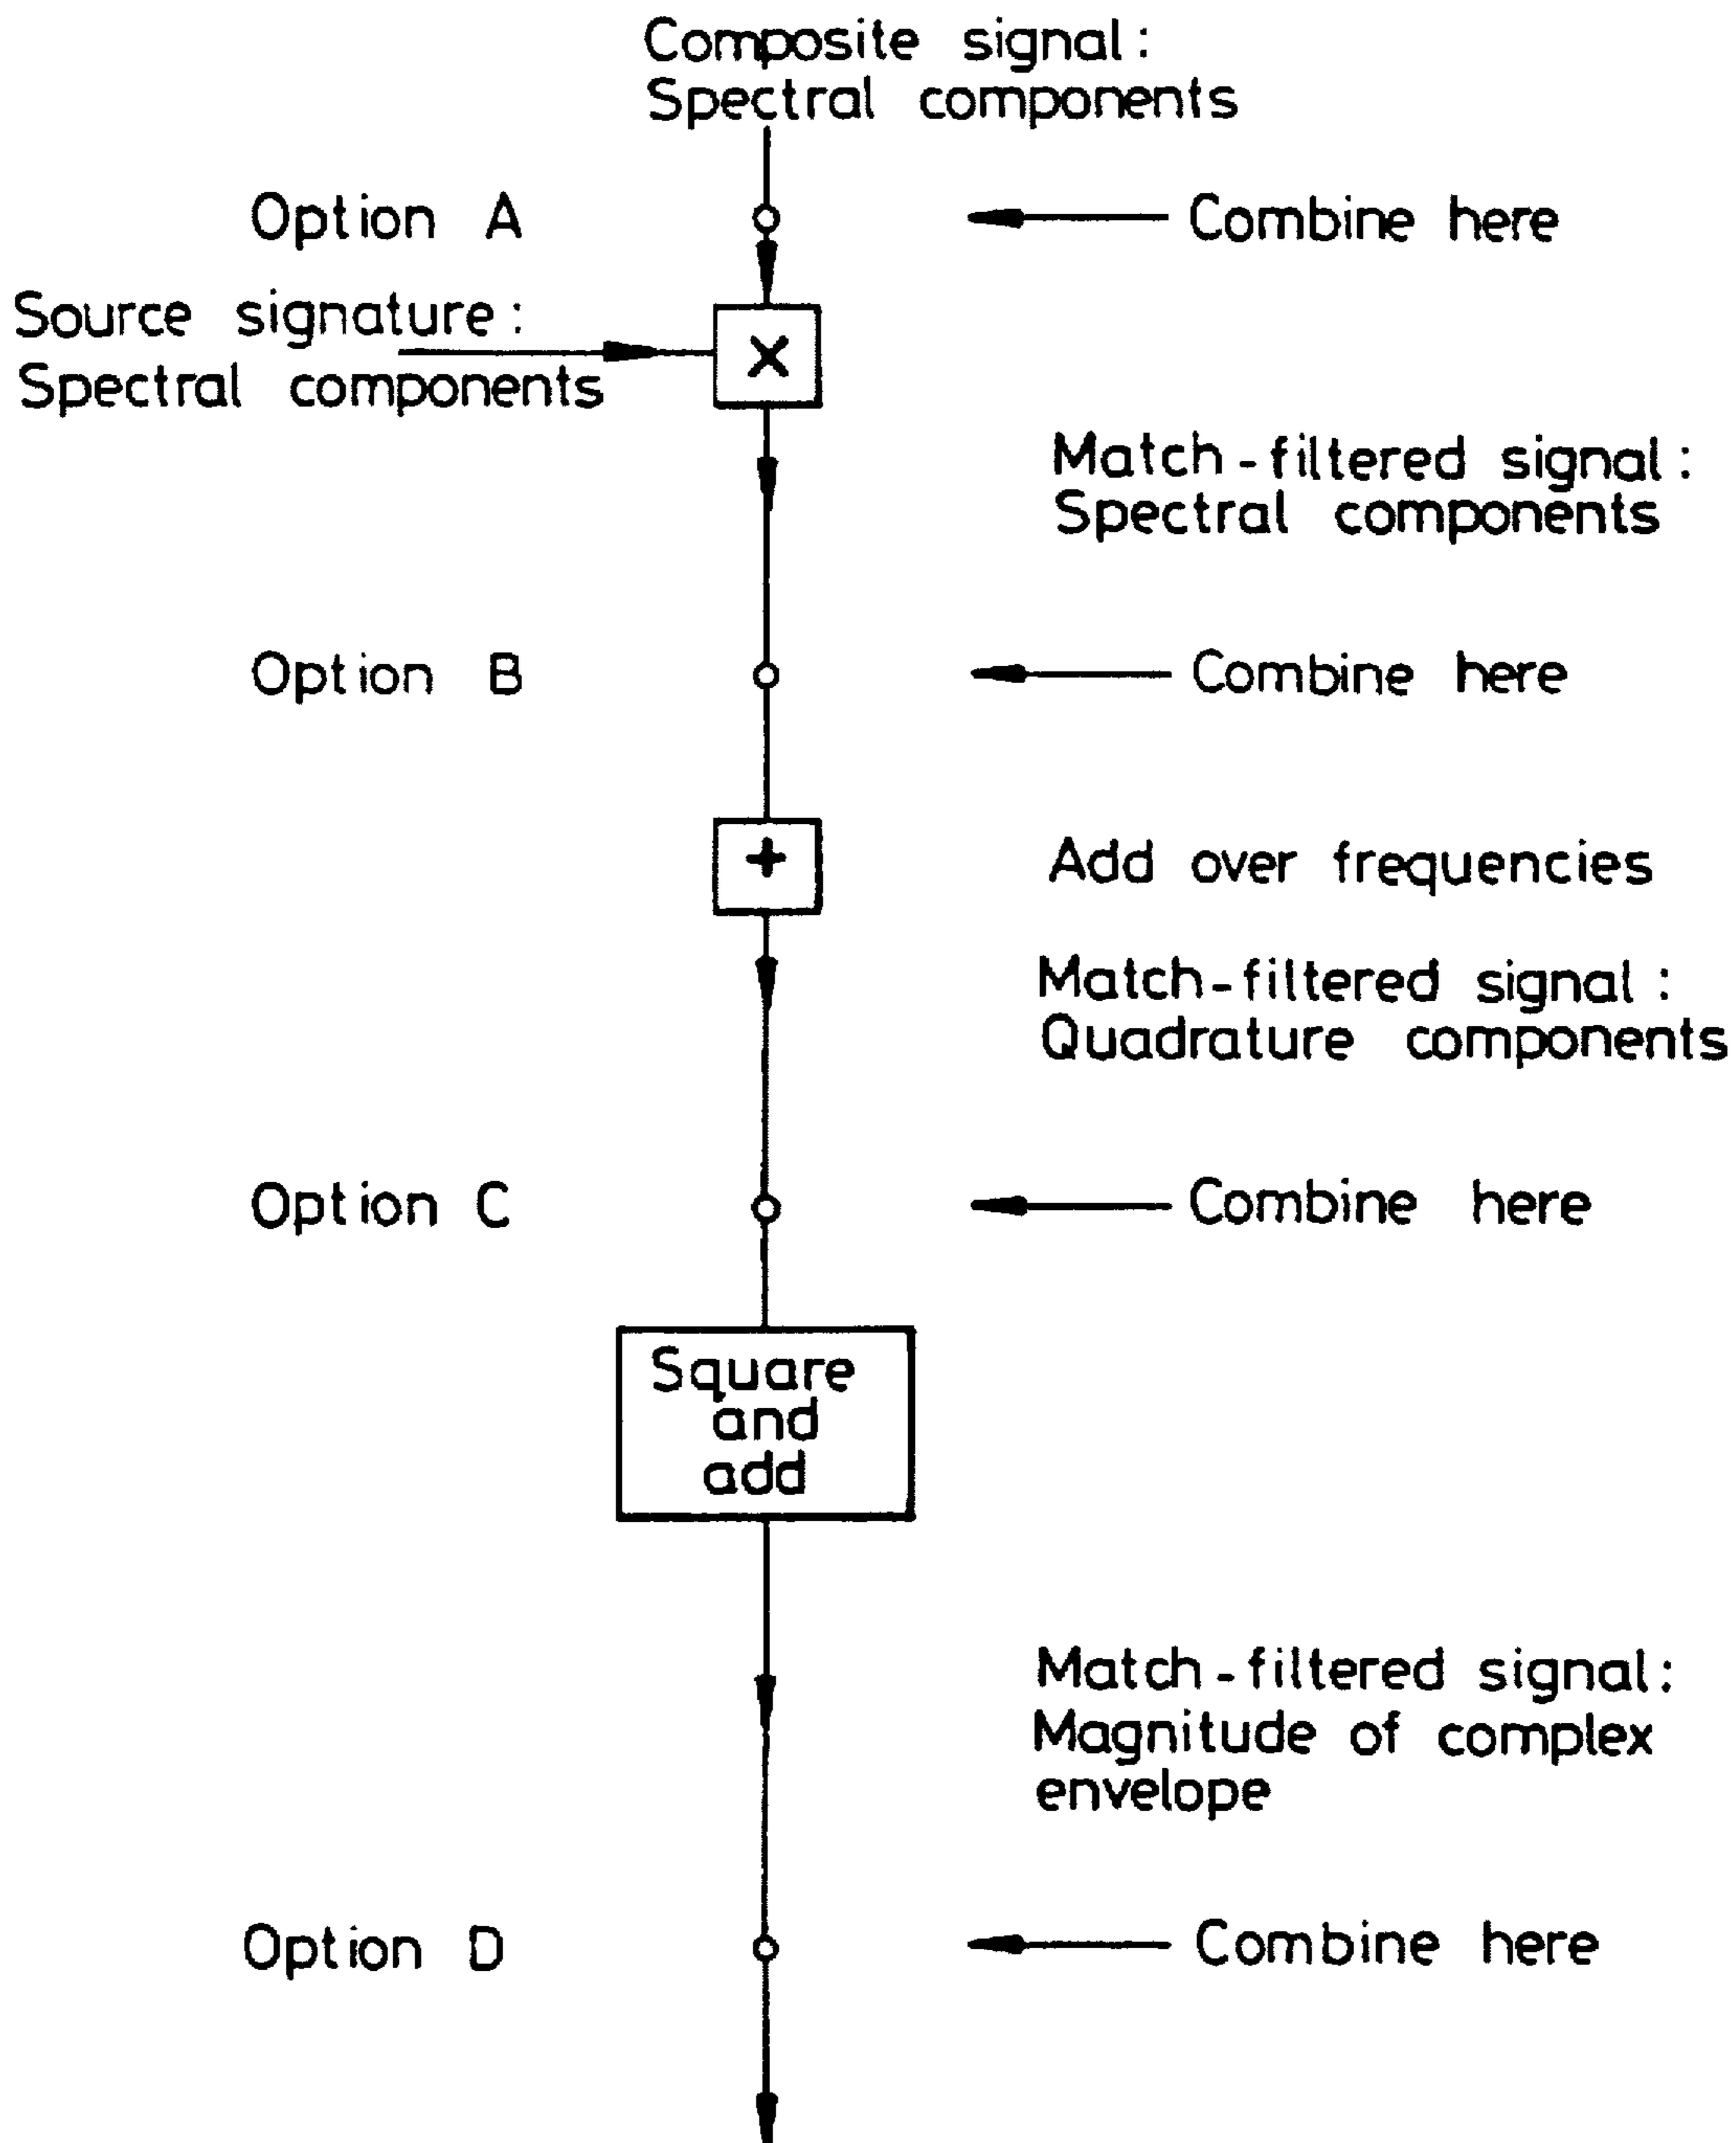 Composite signal:
Spectral components
Option A
Combine here
Source signature:
Spectral components
×
Match-filtered signal:
Spectral components
Option B
Combine here
+
Add over frequencies
Match-filtered signal:
Quadrature components
Option C
Combine here
Square
and
add
Match-filtered signal:
Magnitude of complex
envelope
Option D
Combine here